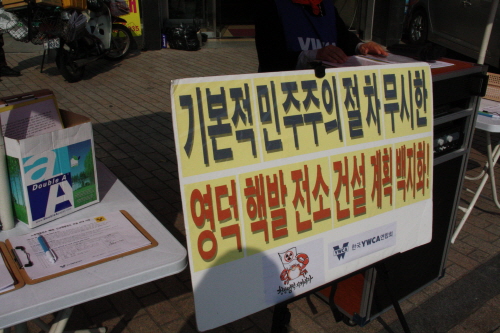 기본적 민주주의 절차 무시한
영덕 핵발전소 건설 계획 백지화!
한국YWCA연합회
YWCA
Double A